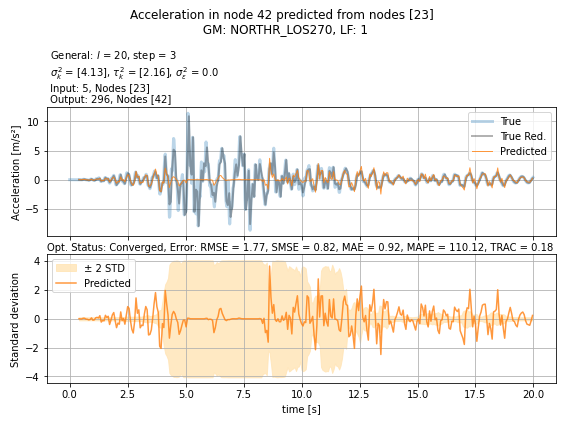 Acceleration in node 42 predicted from nodes [23]
GM: NORTHR_LOS270, LF: 1
General: l = 20, step = 3
σ²ₖ = [4.13], τ²ₖ = [2.16], σ²ε = 0.0
Input: 5, Nodes [23]
Output: 296, Nodes [42]
Acceleration [m/s²]
10
5
0
−5
True
True Red.
Predicted
Opt. Status: Converged, Error: RMSE = 1.77, SMSE = 0.82, MAE = 0.92, MAPE = 110.12, TRAC = 0.18
Standard deviation
4
2
0
−2
−4
± 2 STD
Predicted
0.0 2.5 5.0 7.5 10.0 12.5 15.0 17.5 20.0
time [s]